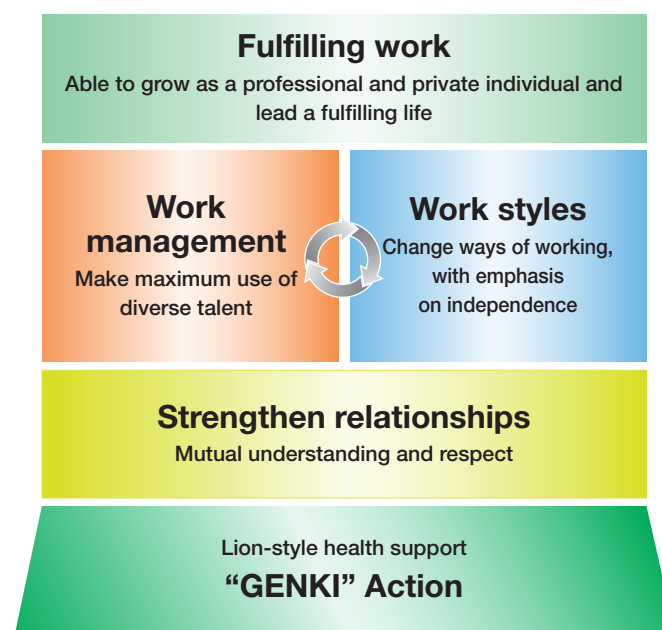 Fulfilling work
Able to grow as a professional and private individual and
lead a fulfilling life
Work
management
Make maximum use of
diverse talent
Work styles
Change ways of working,
with emphasis
on independence
Strengthen relationships
Mutual understanding and respect
Lion-style health support
“GENKI” Action